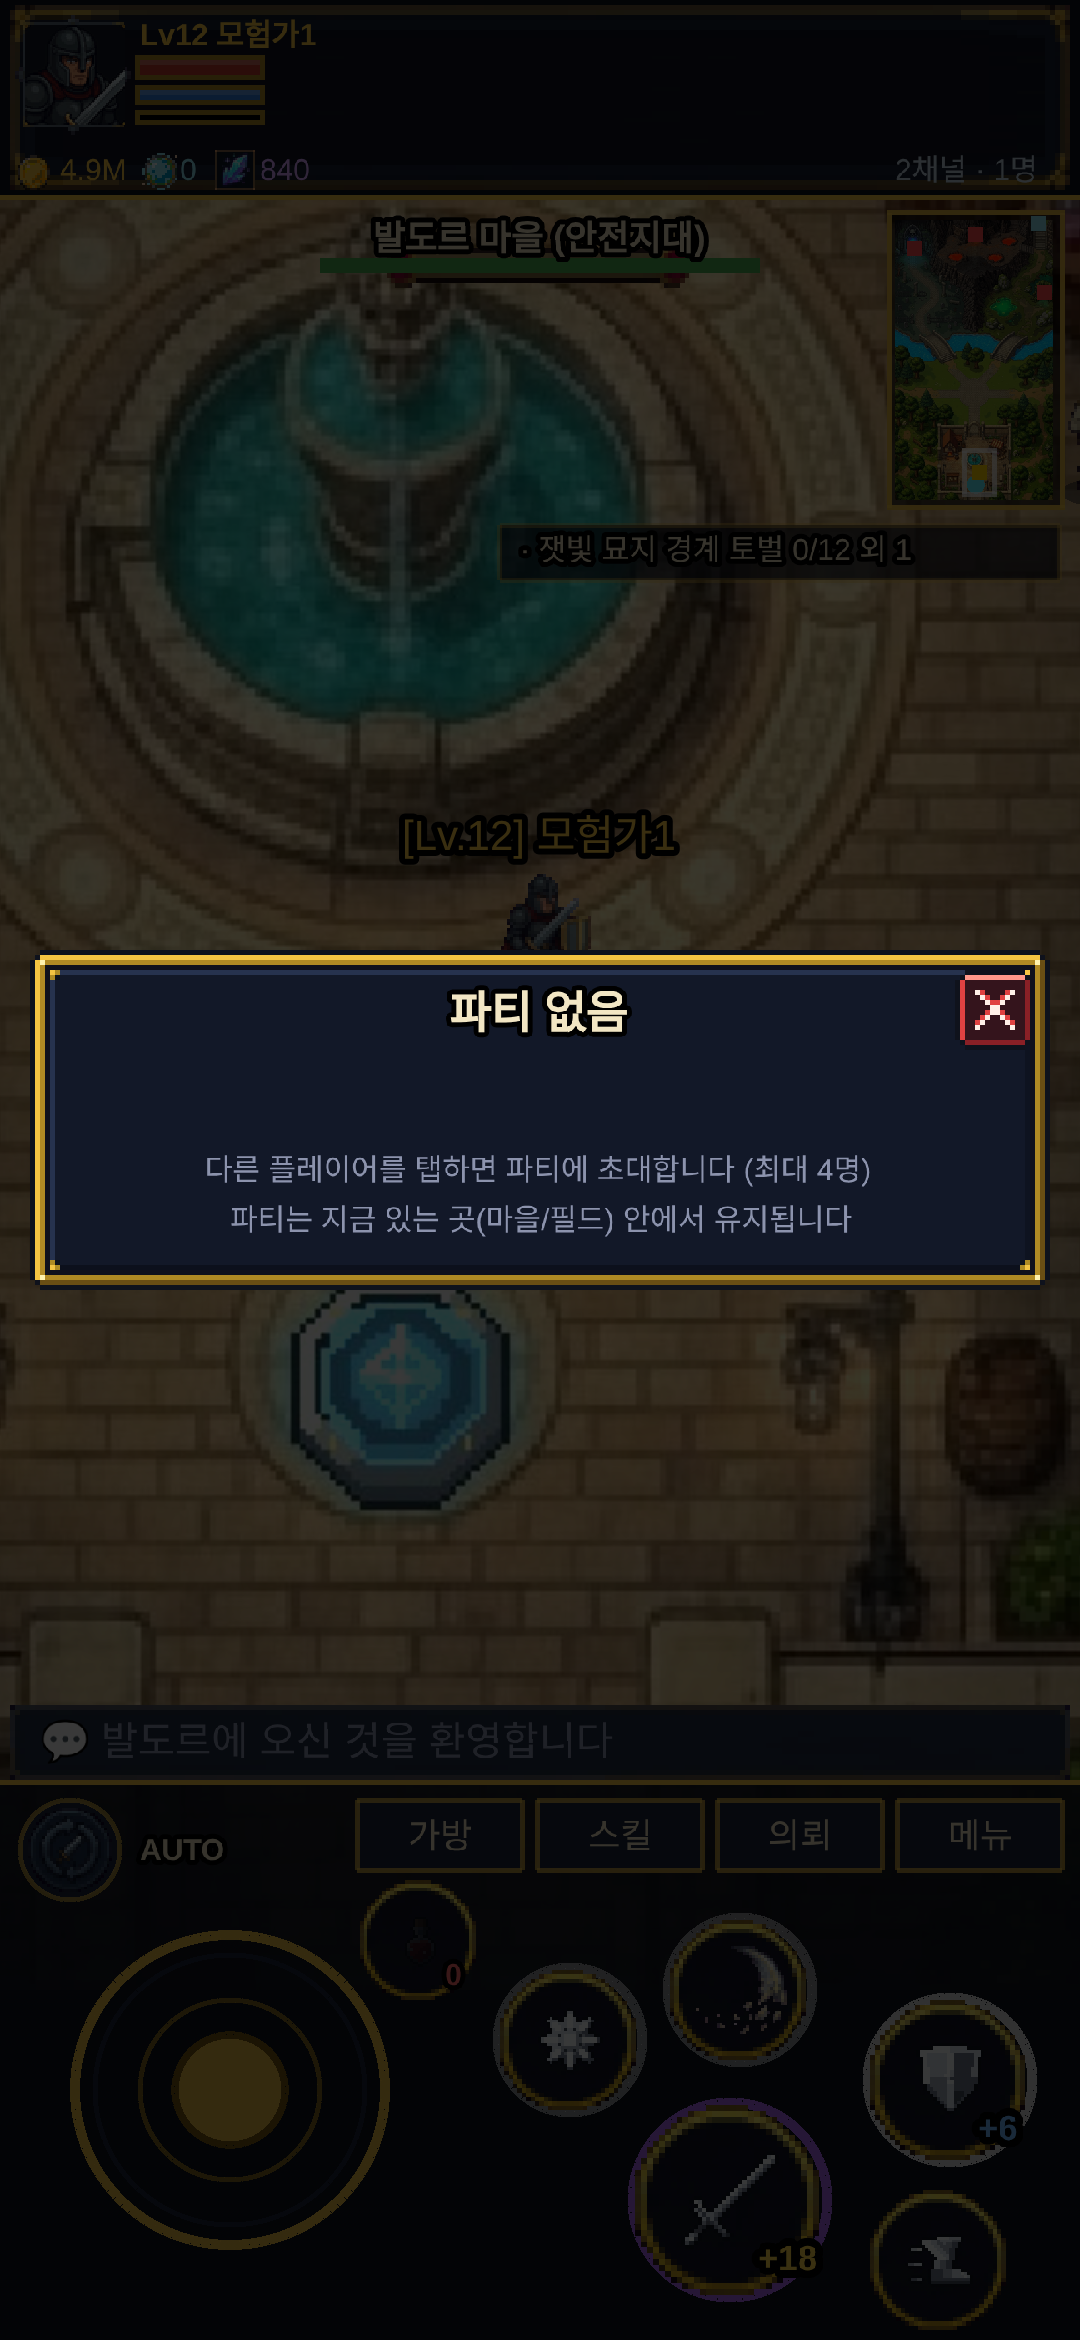 Lv12 모험가1
4.9M 0 840 2채널 · 1명
발도르 마을 (안전지대)
· 잿빛 묘지 경계 토벌 0/12 외 1
[Lv.12] 모험가1
파티 없음
다른 플레이어를 탭하면 파티에 초대합니다 (최대 4명)
파티는 지금 있는 곳(마을/필드) 안에서 유지됩니다
발도르에 오신 것을 환영합니다
AUTO 가방 스킬 의뢰 메뉴
0
+6
+18